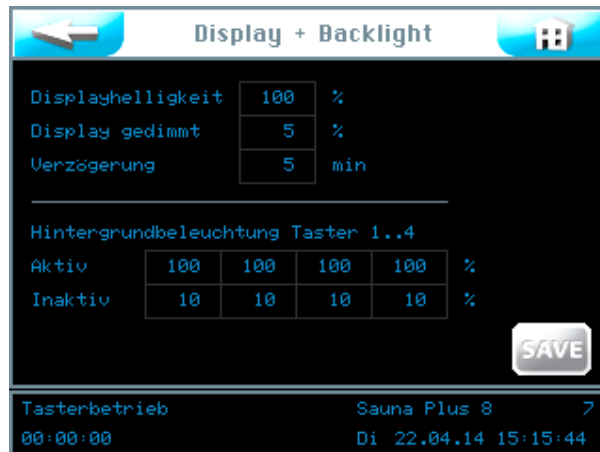 Display + Backlight
Displayhelligkeit 100 %
Display gedimmt 5 %
Verzögerung 5 min
Hintergrundbeleuchtung Taster 1..4
Aktiv 100 100 100 100 %
Inaktiv 10 10 10 10 %
SAVE
Tasterbetrieb Sauna Plus 8 7
00:00:00 Di 22.04.14 15:15:44